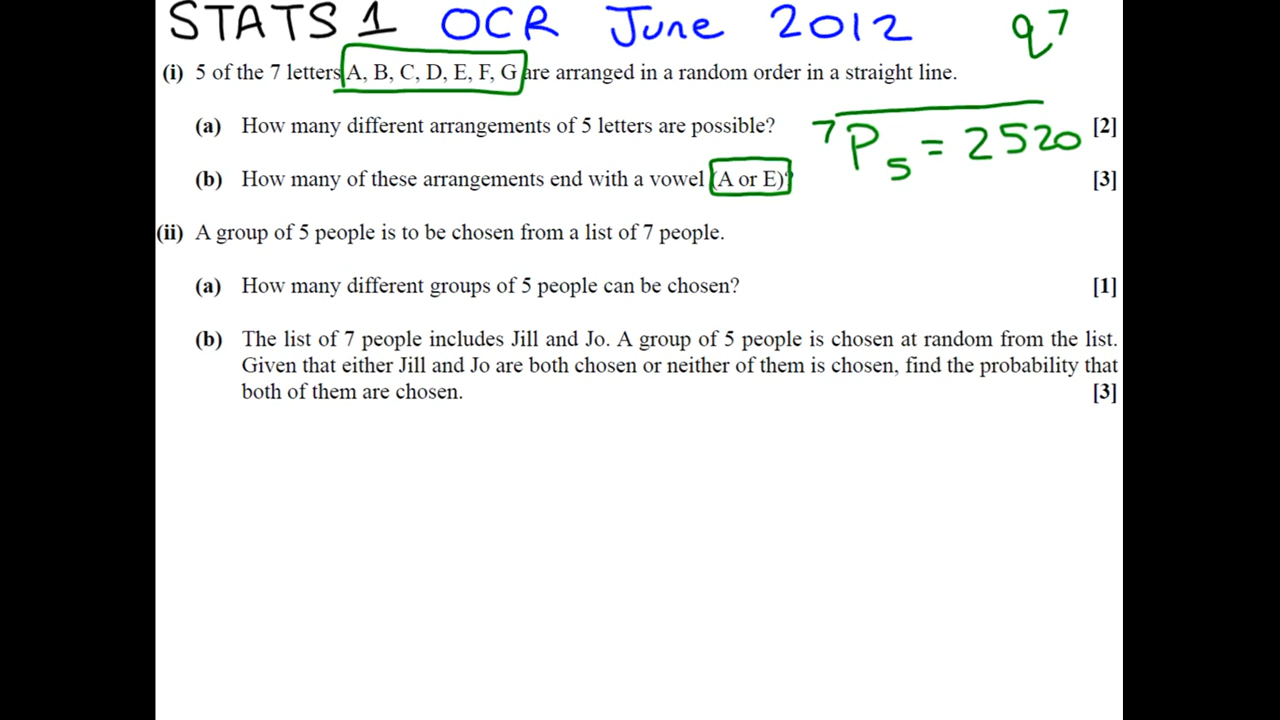 STATS 1 OCR June 2012 q7
(i) 5 of the 7 letters A, B, C, D, E, F, G are arranged in a random order in a straight line.
(a) How many different arrangements of 5 letters are possible? [2]
⁷P₅ = 2520
(b) How many of these arrangements end with a vowel (A or E)? [3]
(ii) A group of 5 people is to be chosen from a list of 7 people.
(a) How many different groups of 5 people can be chosen? [1]
(b) The list of 7 people includes Jill and Jo. A group of 5 people is chosen at random from the list.
Given that either Jill and Jo are both chosen or neither of them is chosen, find the probability that
both of them are chosen. [3]